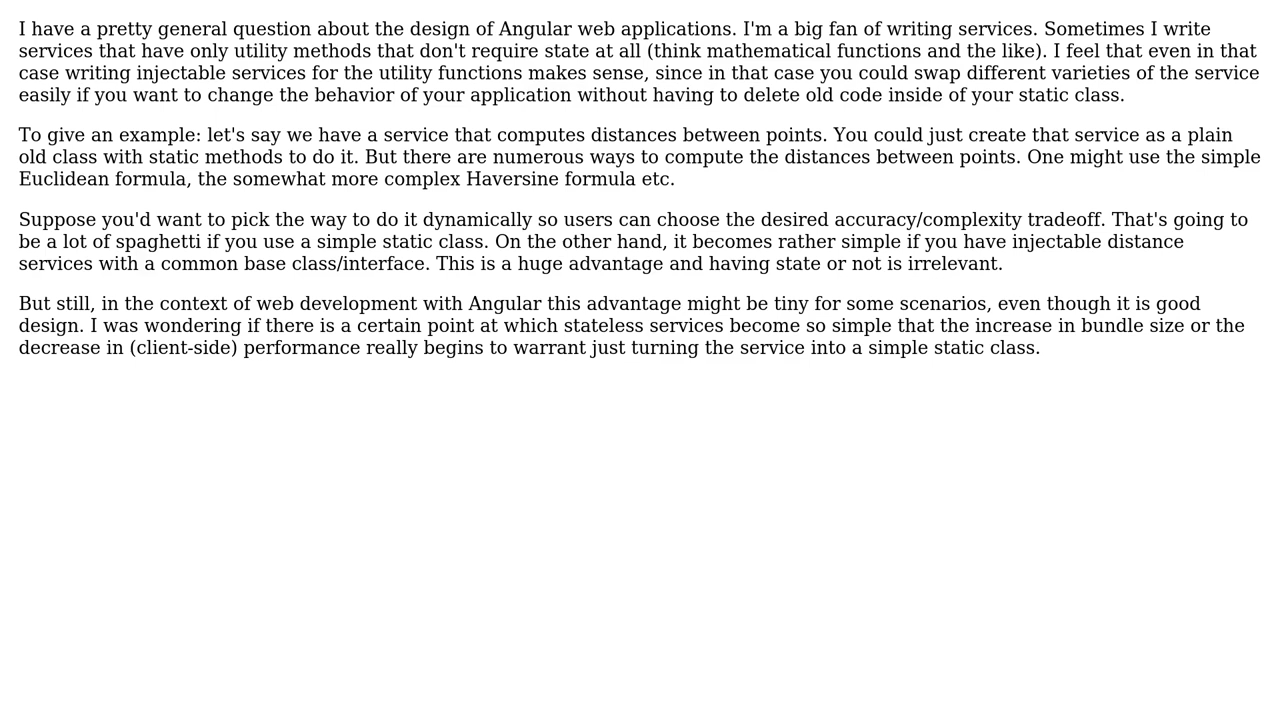 I have a pretty general question about the design of Angular web applications. I'm a big fan of writing services. Sometimes I write
services that have only utility methods that don't require state at all (think mathematical functions and the like). I feel that even in that
case writing injectable services for the utility functions makes sense, since in that case you could swap different varieties of the service
easily if you want to change the behavior of your application without having to delete old code inside of your static class.
To give an example: let's say we have a service that computes distances between points. You could just create that service as a plain
old class with static methods to do it. But there are numerous ways to compute the distances between points. One might use the simple
Euclidean formula, the somewhat more complex Haversine formula etc.
Suppose you'd want to pick the way to do it dynamically so users can choose the desired accuracy/complexity tradeoff. That's going to
be a lot of spaghetti if you use a simple static class. On the other hand, it becomes rather simple if you have injectable distance
services with a common base class/interface. This is a huge advantage and having state or not is irrelevant.
But still, in the context of web development with Angular this advantage might be tiny for some scenarios, even though it is good
design. I was wondering if there is a certain point at which stateless services become so simple that the increase in bundle size or the
decrease in (client-side) performance really begins to warrant just turning the service into a simple static class.